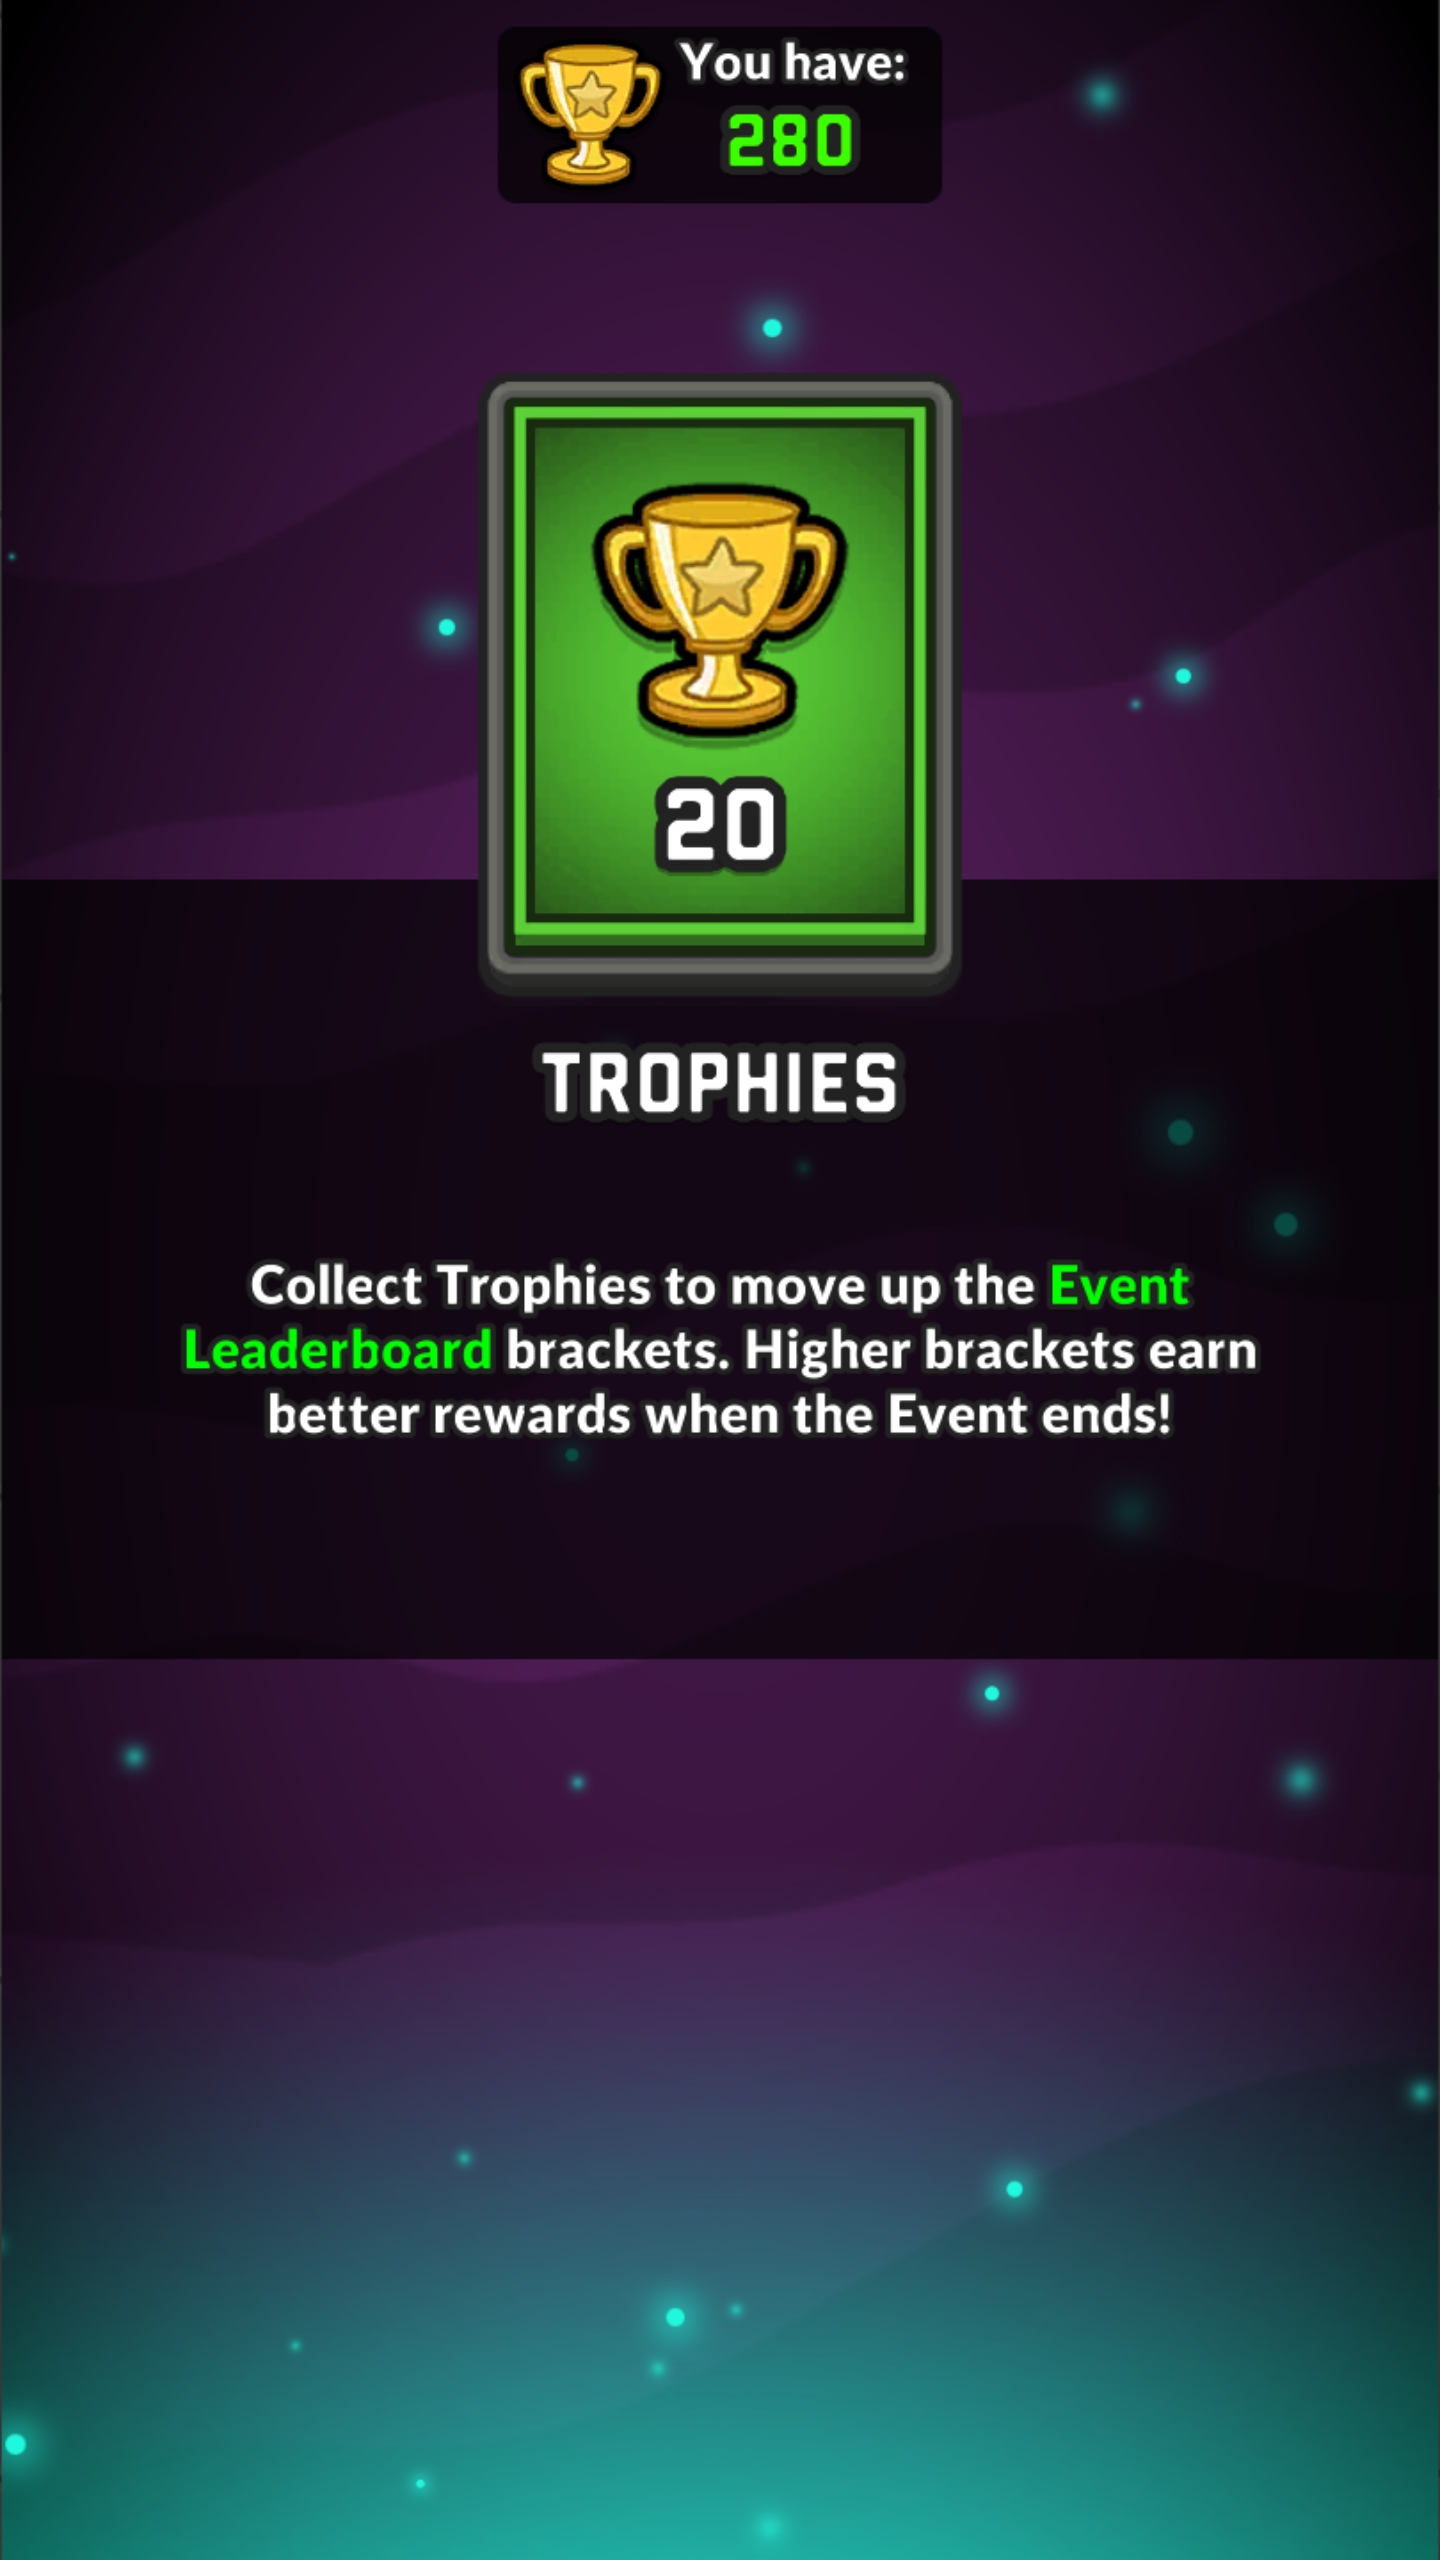 You have:
280
20
TROPHIES
Collect Trophies to move up the Event
Leaderboard brackets. Higher brackets earn
better rewards when the Event ends!